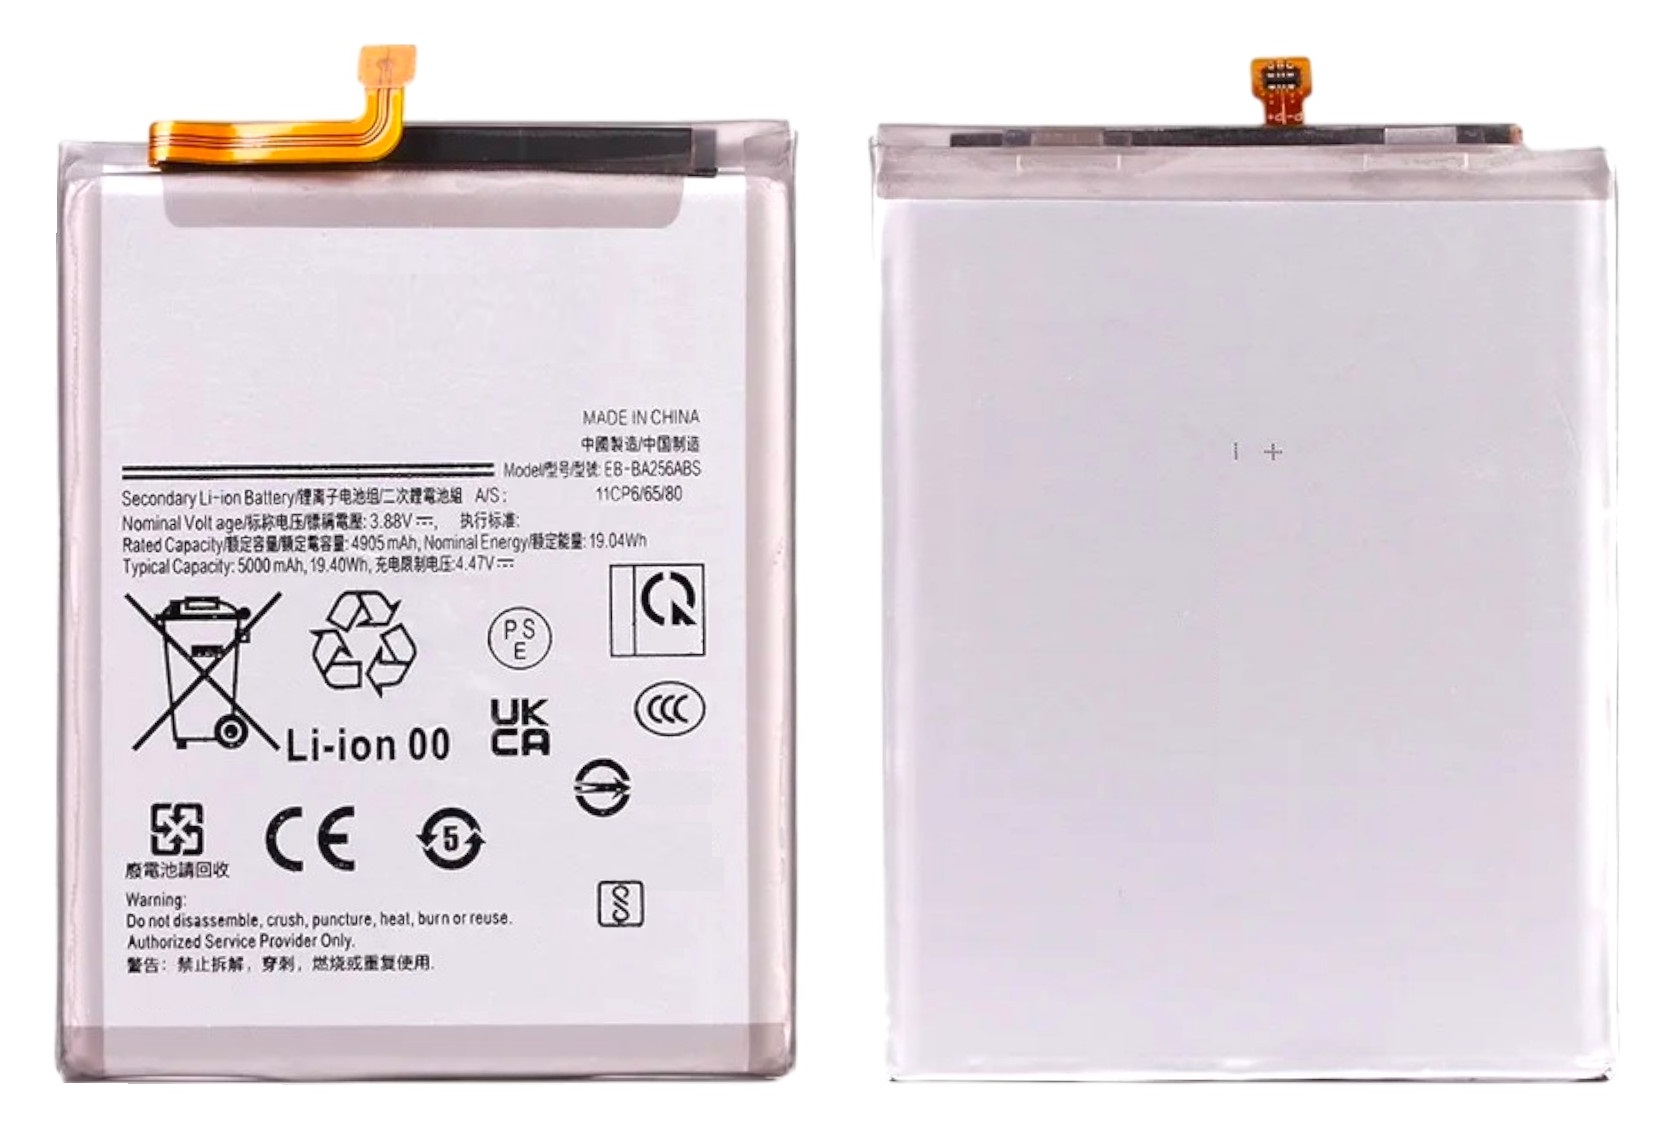 MADE IN CHINA
中國製造/中国制造
Model/型号/型號: EB-BA256ABS
Secondary Li-ion Battery/锂离子电池组/二次鋰電池組 A/S: 11CP6/65/80
Nominal Volt age/标称电压/標稱電壓: 3.88V⎓, 执行标准:
Rated Capacity/額定容量/額定電容量: 4905 mAh, Nominal Energy/額定能量: 19.04Wh
Typical Capacity: 5000 mAh, 19.40Wh, 充电限制电压:4.47V⎓
PS
E
Li-ion 00
UK
CA
CCC
CE
5
廢電池請回收
Warning:
Do not disassemble, crush, puncture, heat, burn or reuse.
Authorized Service Provider Only.
警告: 禁止拆解, 穿刺, 燃烧或重复使用.